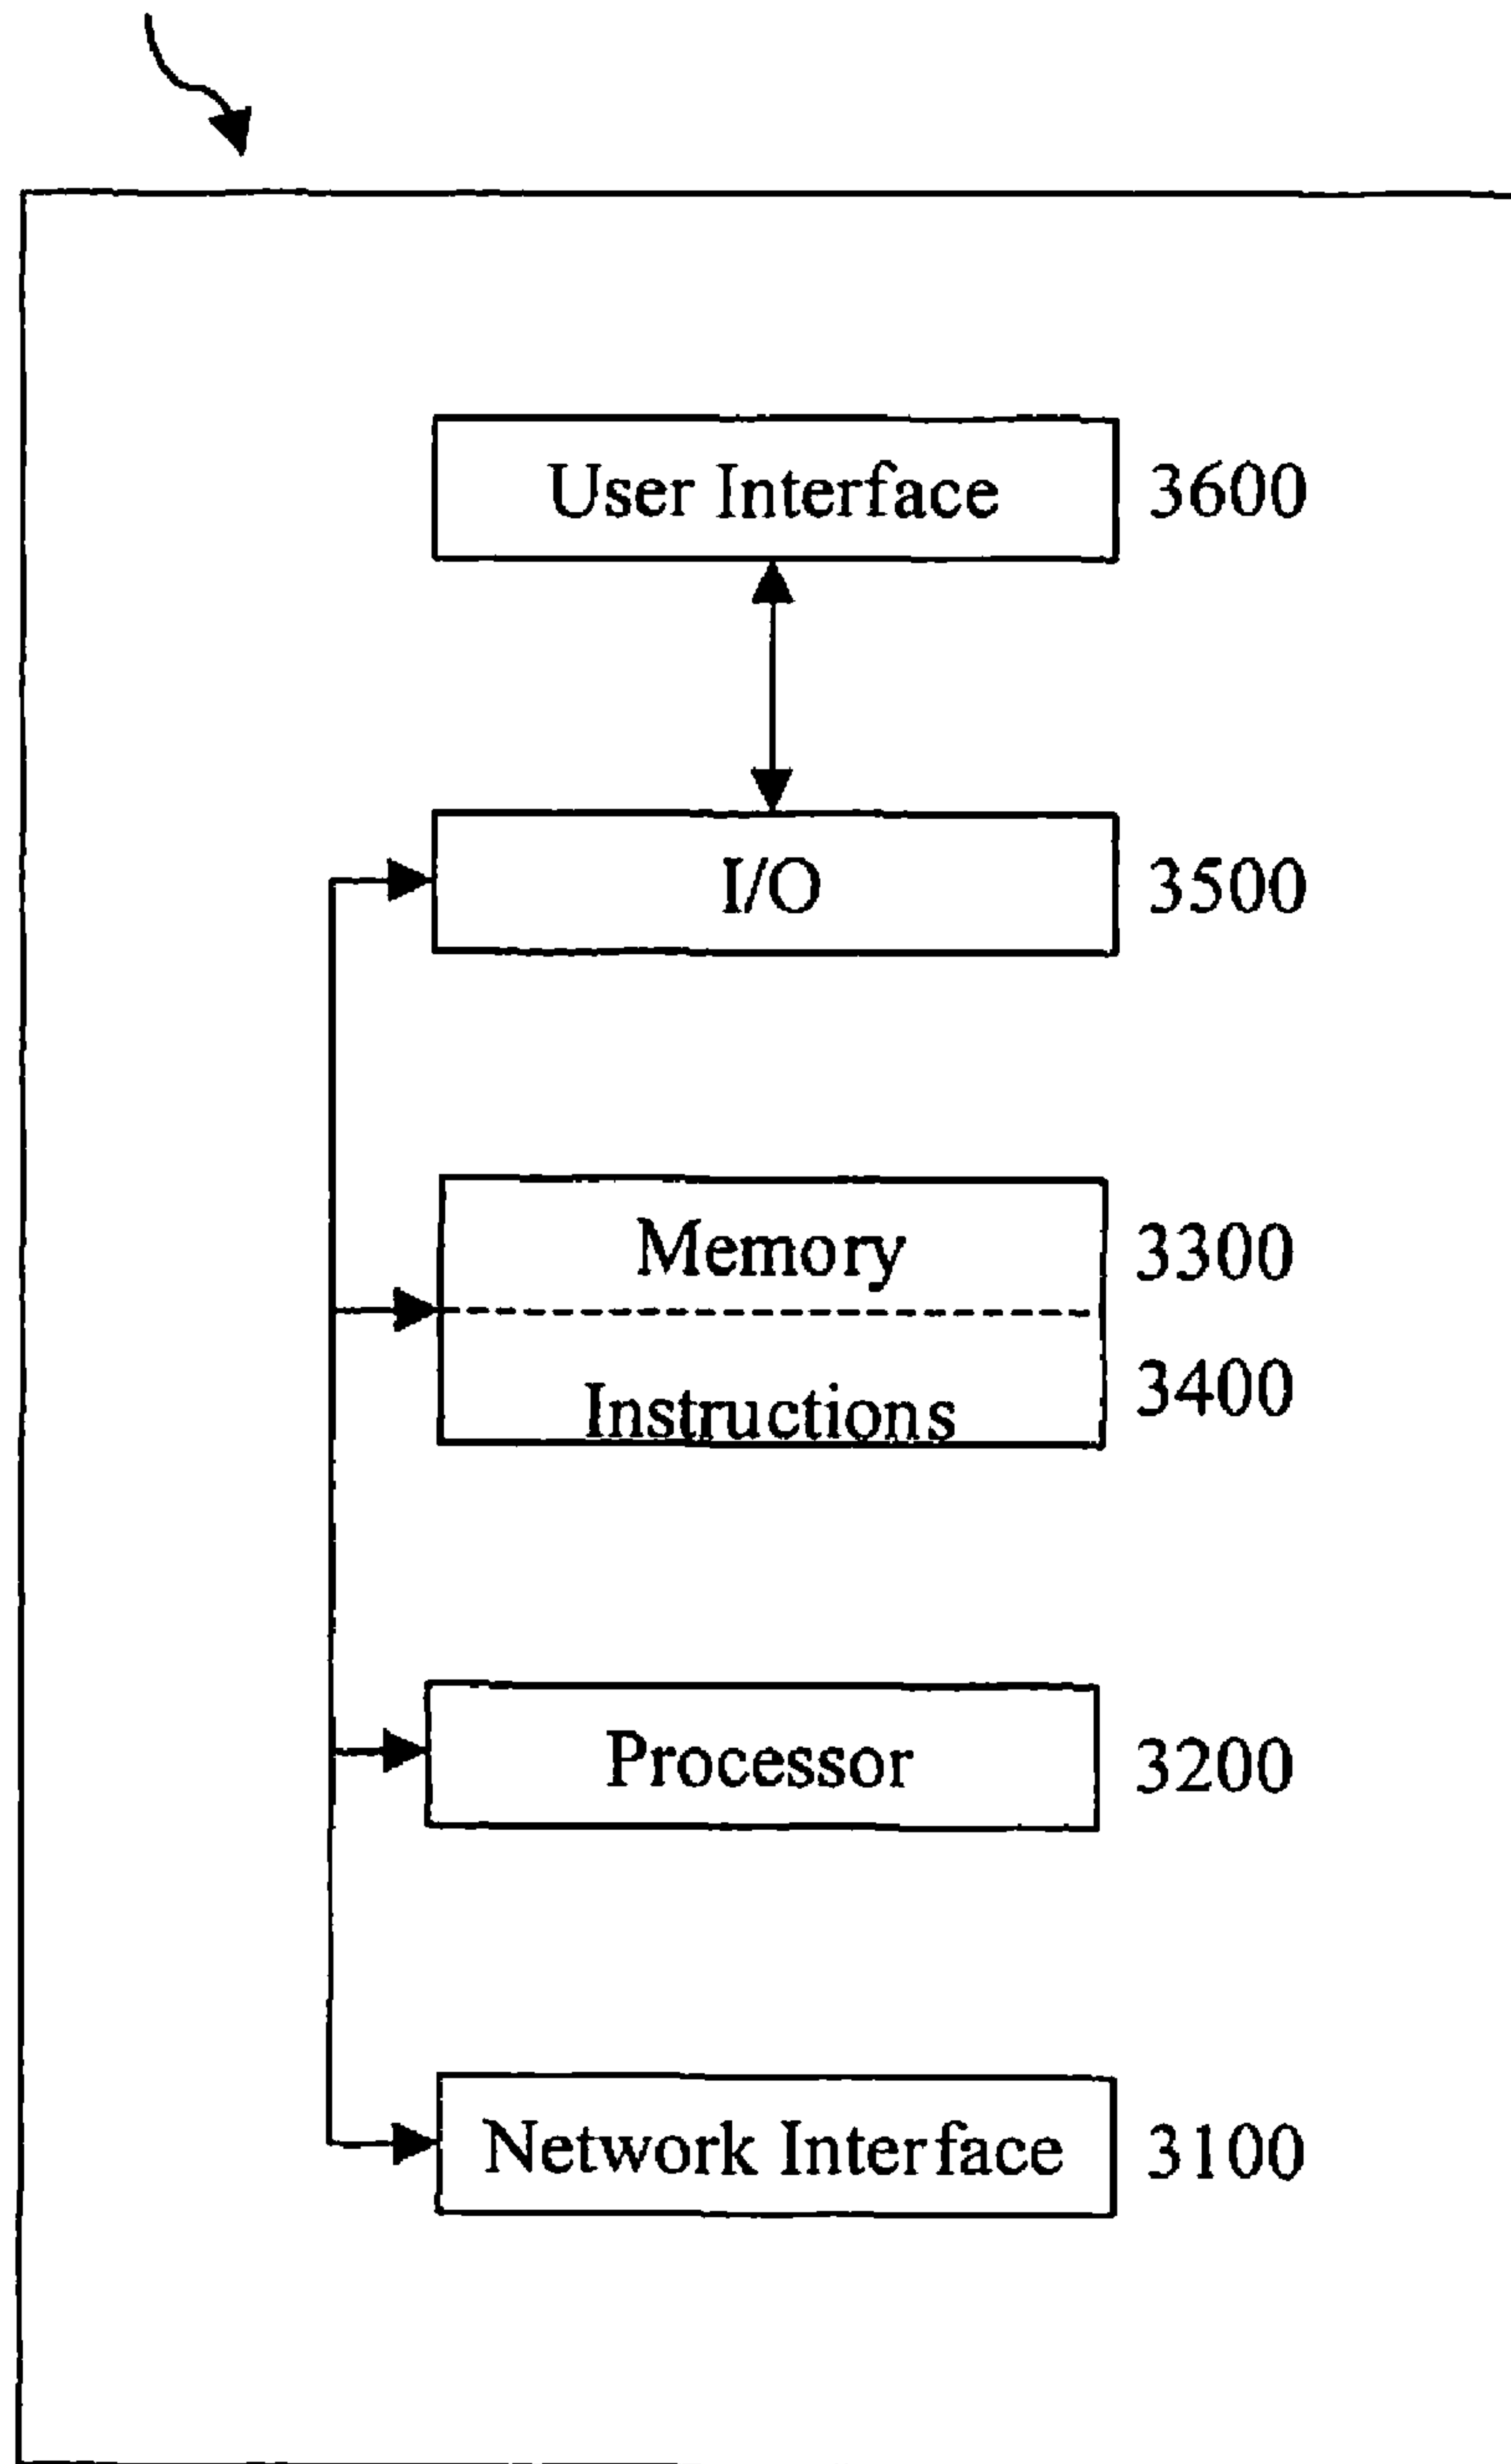 User Interface 3600
I/O 3500
Memory 3300
Instructions 3400
Processor 3200
Network Interface 3100